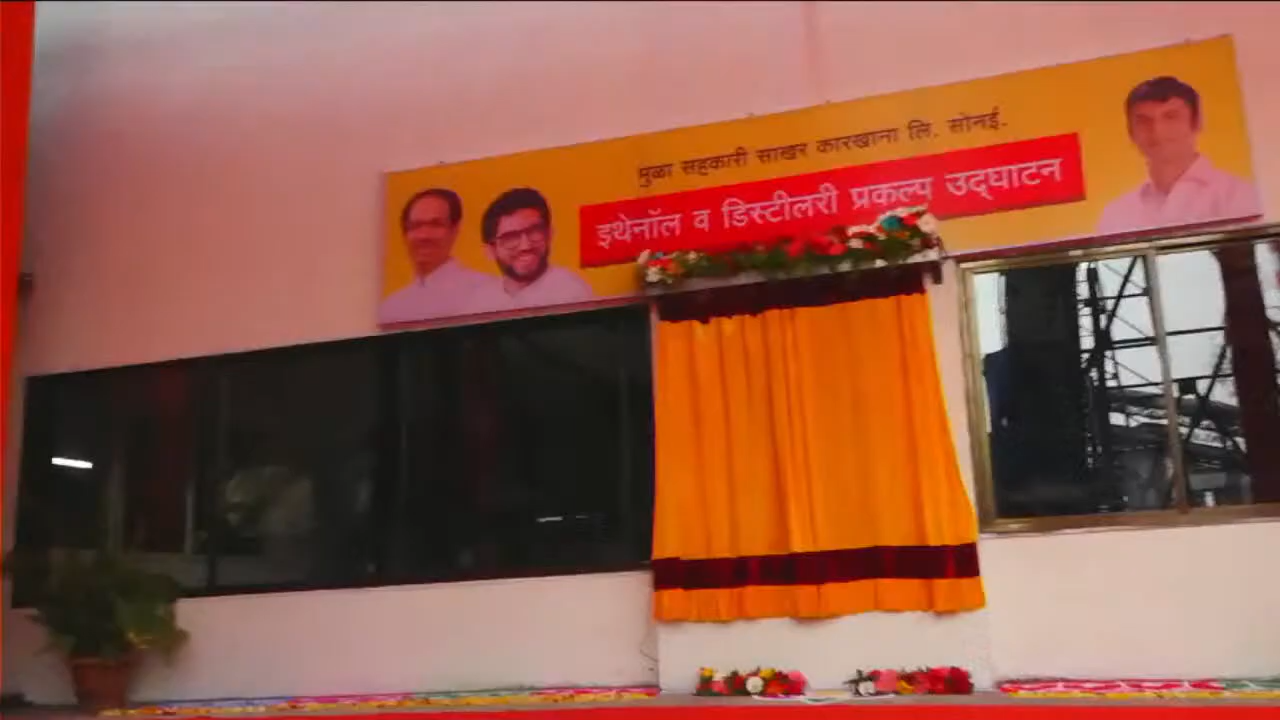 मुळा सहकारी साखर कारखाना लि. सोनई.
इथेनॉल व डिस्टीलरी प्रकल्प उद्घाटन